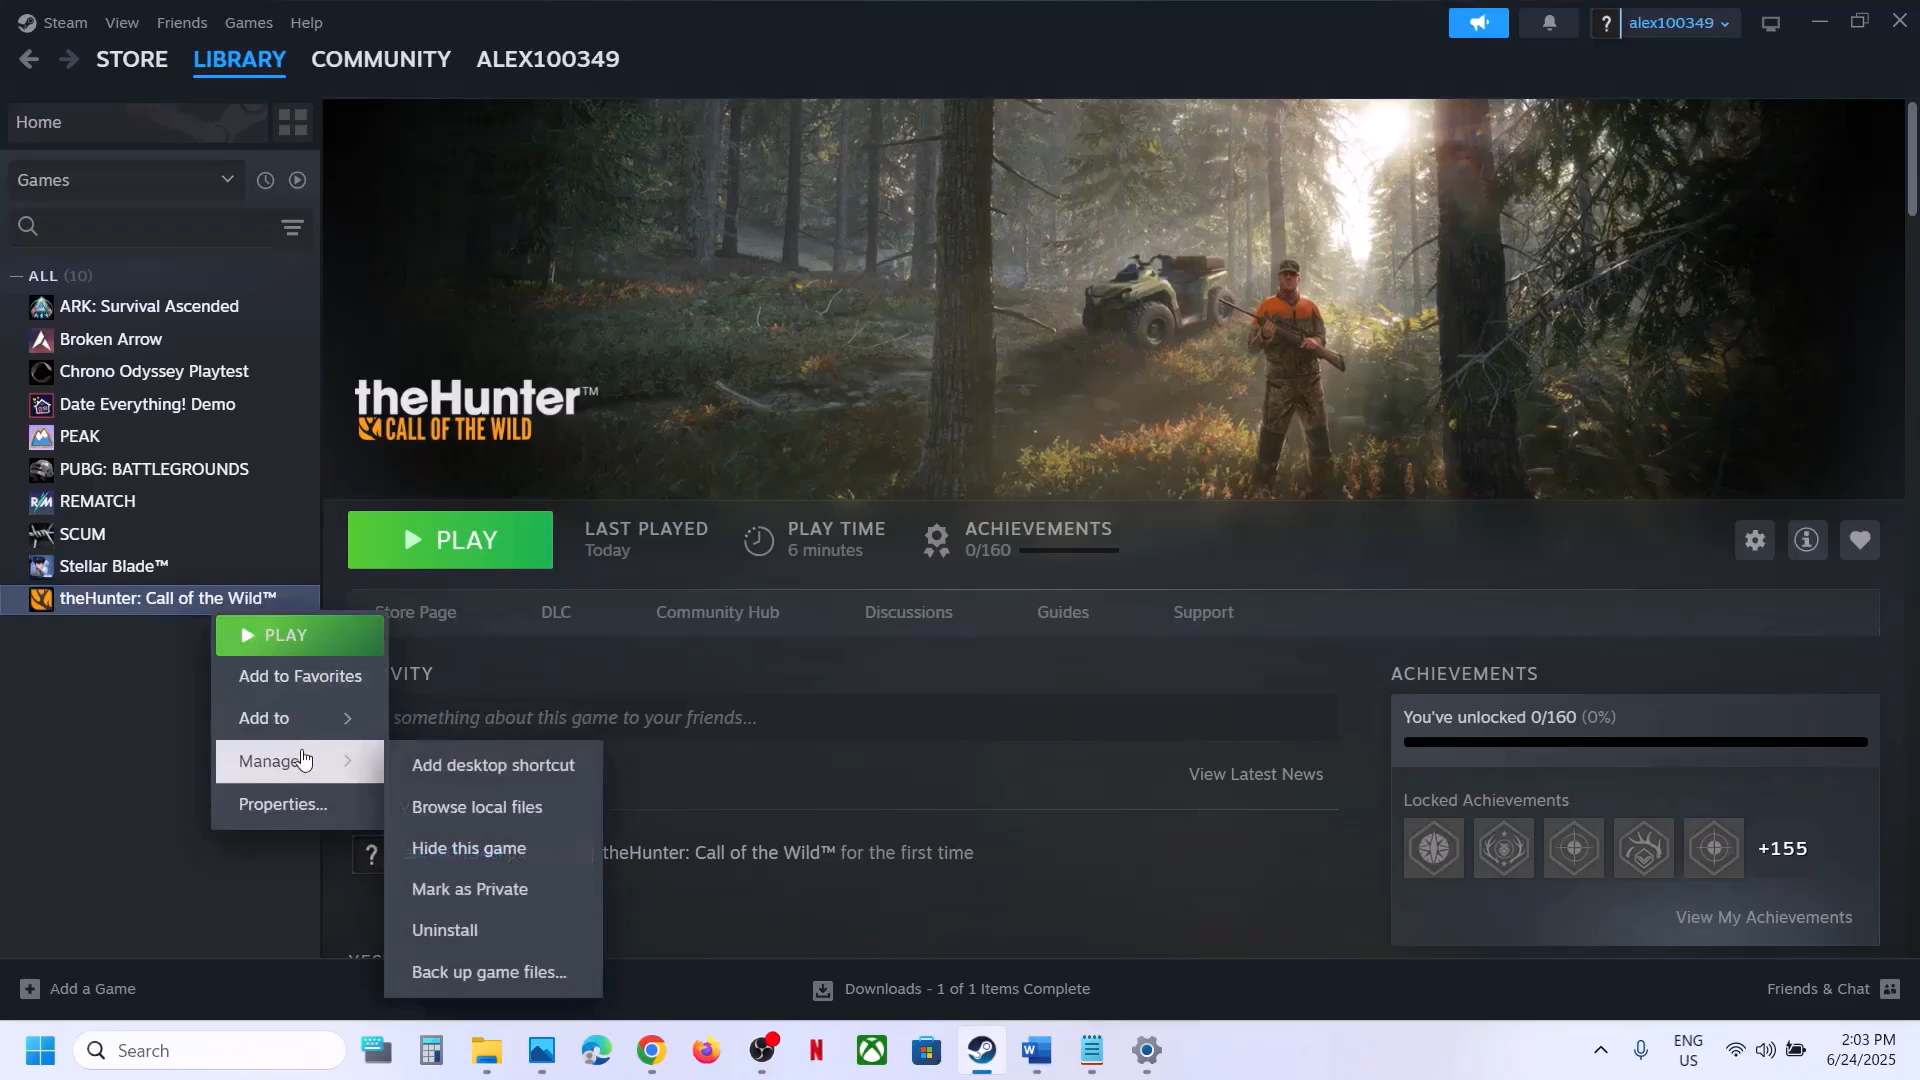 Steam View Friends Games Help
alex100349
STORE LIBRARY COMMUNITY ALEX100349
Home
Games
ALL (10)
ARK: Survival Ascended
Broken Arrow
Chrono Odyssey Playtest
Date Everything! Demo
PEAK
PUBG: BATTLEGROUNDS
REMATCH
SCUM
Stellar Blade™
theHunter: Call of the Wild™
theHunter™
CALL OF THE WILD
PLAY
LAST PLAYED
Today
PLAY TIME
6 minutes
ACHIEVEMENTS
0/160
Store Page DLC Community Hub Discussions Guides Support
PLAY
Add to Favorites
Add to
Manage
Properties...
Add desktop shortcut
Browse local files
Hide this game
Mark as Private
Uninstall
Back up game files...
VITY
something about this game to your friends...
View Latest News
theHunter: Call of the Wild™ for the first time
ACHIEVEMENTS
You've unlocked 0/160 (0%)
Locked Achievements
+155
View My Achievements
Add a Game
Downloads - 1 of 1 Items Complete
Friends & Chat
Search
ENG
US
2:03 PM
6/24/2025